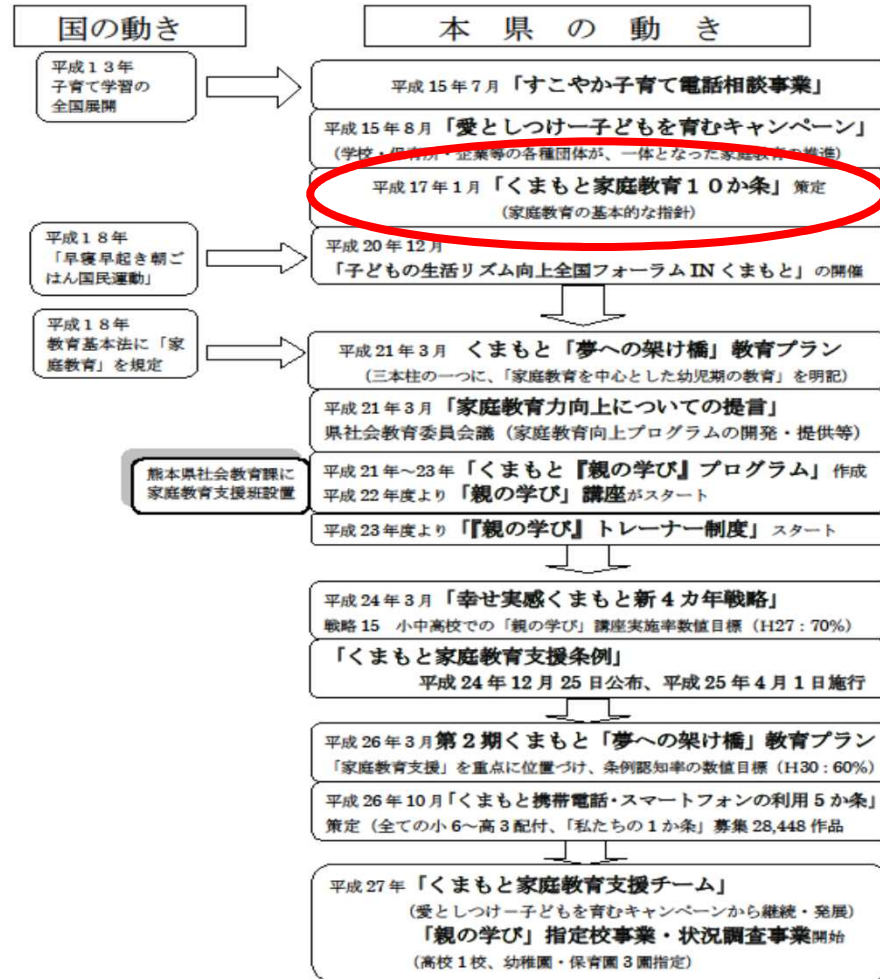 国の動き
本県の動き
平成１３年
子育て学習の
全国展開
平成15年7月「すこやか子育て電話相談事業」
平成15年8月「愛としつけー子どもを育むキャンペーン」
(学校・保育所・企業等の各種団体が、一体となった家庭教育の推進)
平成17年1月「くまもと家庭教育１０か条」策定
(家庭教育の基本的な指針)
平成１８年
「早寝早起き朝ご
はん国民運動」
平成20年12月
「子どもの生活リズム向上全国フォーラムINくまもと」の開催
平成１８年
教育基本法に「家
庭教育」を規定
平成21年3月 くまもと「夢への架け橋」教育プラン
(三本柱の一つに、「家庭教育を中心とした幼児期の教育」を明記)
平成21年3月「家庭教育力向上についての提言」
県社会教育委員会議（家庭教育向上プログラムの開発・提供等）
熊本県社会教育課に
家庭教育支援班設置
平成21年～23年「くまもと『親の学び』プログラム」作成
平成22年度より「親の学び」講座がスタート
平成23年度より「『親の学び』トレーナー制度」スタート
平成24年3月「幸せ実感くまもと新４カ年戦略」
戦略15 小中高校での「親の学び」講座実施率数値目標（H27：70%）
「くまもと家庭教育支援条例」
平成24年12月25日公布、平成25年4月1日施行
平成26年3月第２期くまもと「夢への架け橋」教育プラン
「家庭教育支援」を重点に位置づけ、条例認知率の数値目標（H30：60%）
平成26年10月「くまもと携帯電話・スマートフォンの利用５か条」
策定（全ての小6～高3配付、「私たちの1か条」募集28,448作品
平成27年「くまもと家庭教育支援チーム」
(愛としつけ－子どもを育むキャンペーンから継続・発展)
「親の学び」指定校事業・状況調査事業開始
(高校1校、幼稚園・保育園3園指定)